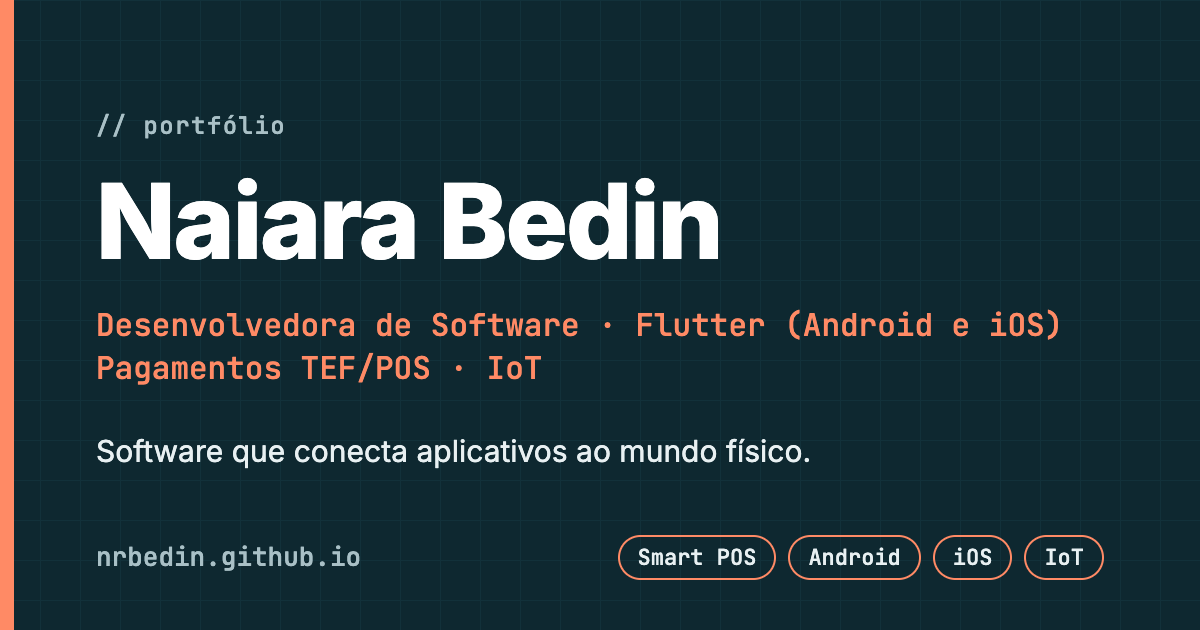 // portfólio
Naiara Bedin
Desenvolvedora de Software · Flutter (Android e iOS)
Pagamentos TEF/POS · IoT
Software que conecta aplicativos ao mundo físico.
nrbedin.github.io
Smart POS
Android
iOS
IoT